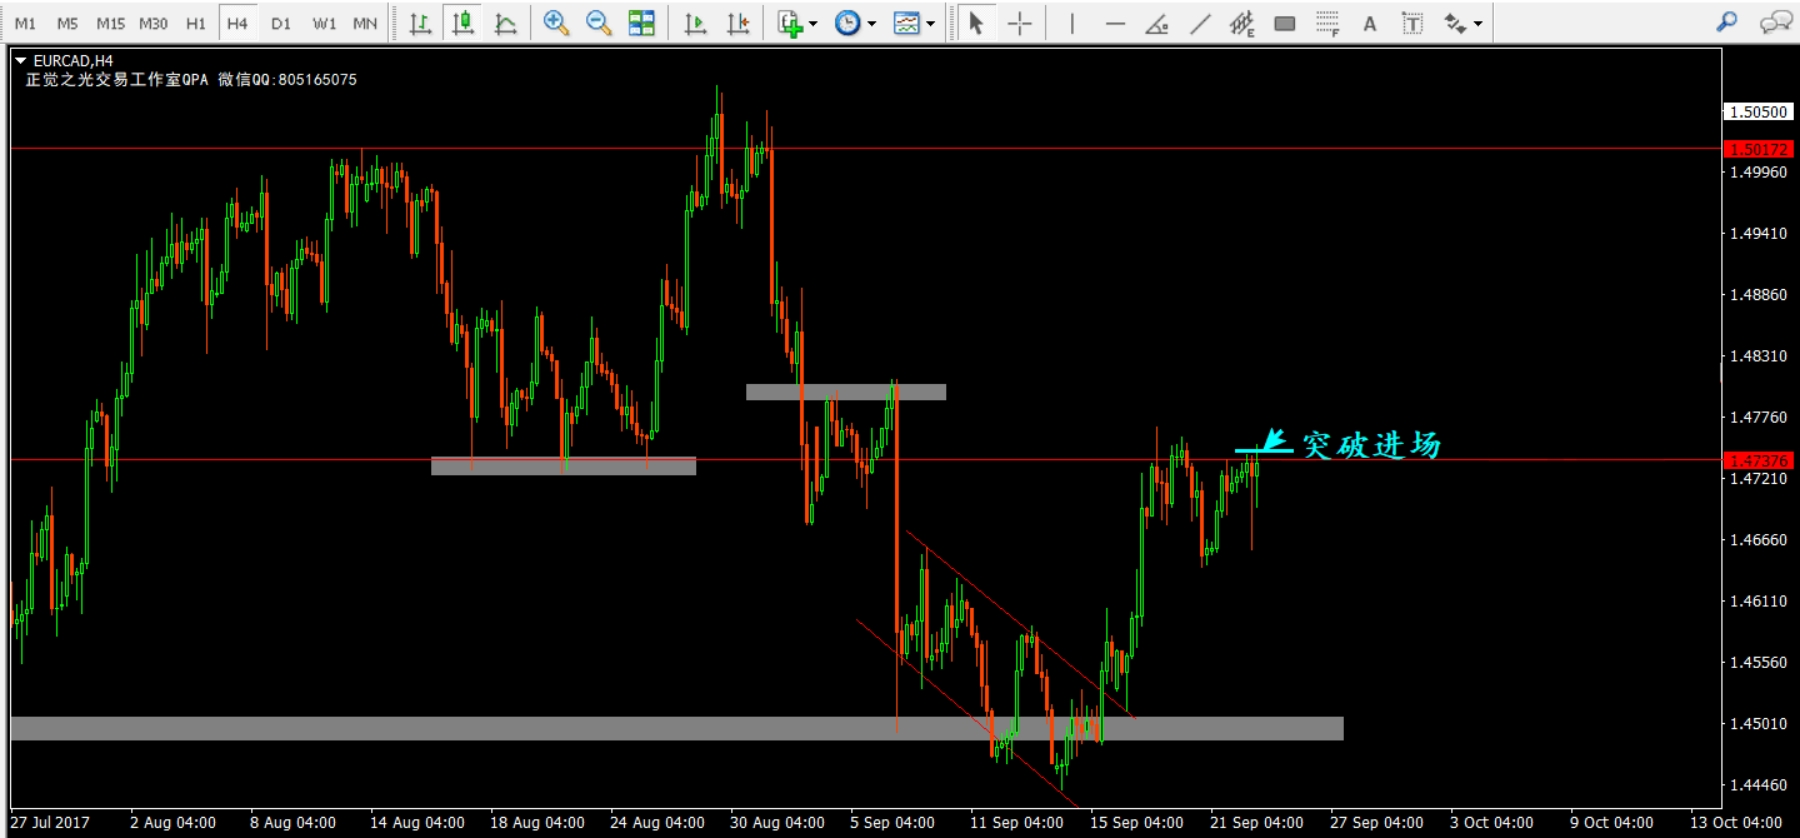 M1 M5 M15 M30 H1 H4 D1 W1 MN E F A T
EURCAD,H4
正觉之光交易工作室QPA 微信QQ:805165075
1.50500
1.50172
1.49960
1.49410
1.48860
1.48310
1.47760
突破进场
1.47376
1.47210
1.46660
1.46110
1.45560
1.45010
1.44460
27 Jul 2017 2 Aug 04:00 8 Aug 04:00 14 Aug 04:00 18 Aug 04:00 24 Aug 04:00 30 Aug 04:00 5 Sep 04:00 11 Sep 04:00 15 Sep 04:00 21 Sep 04:00 27 Sep 04:00 3 Oct 04:00 9 Oct 04:00 13 Oct 04:00